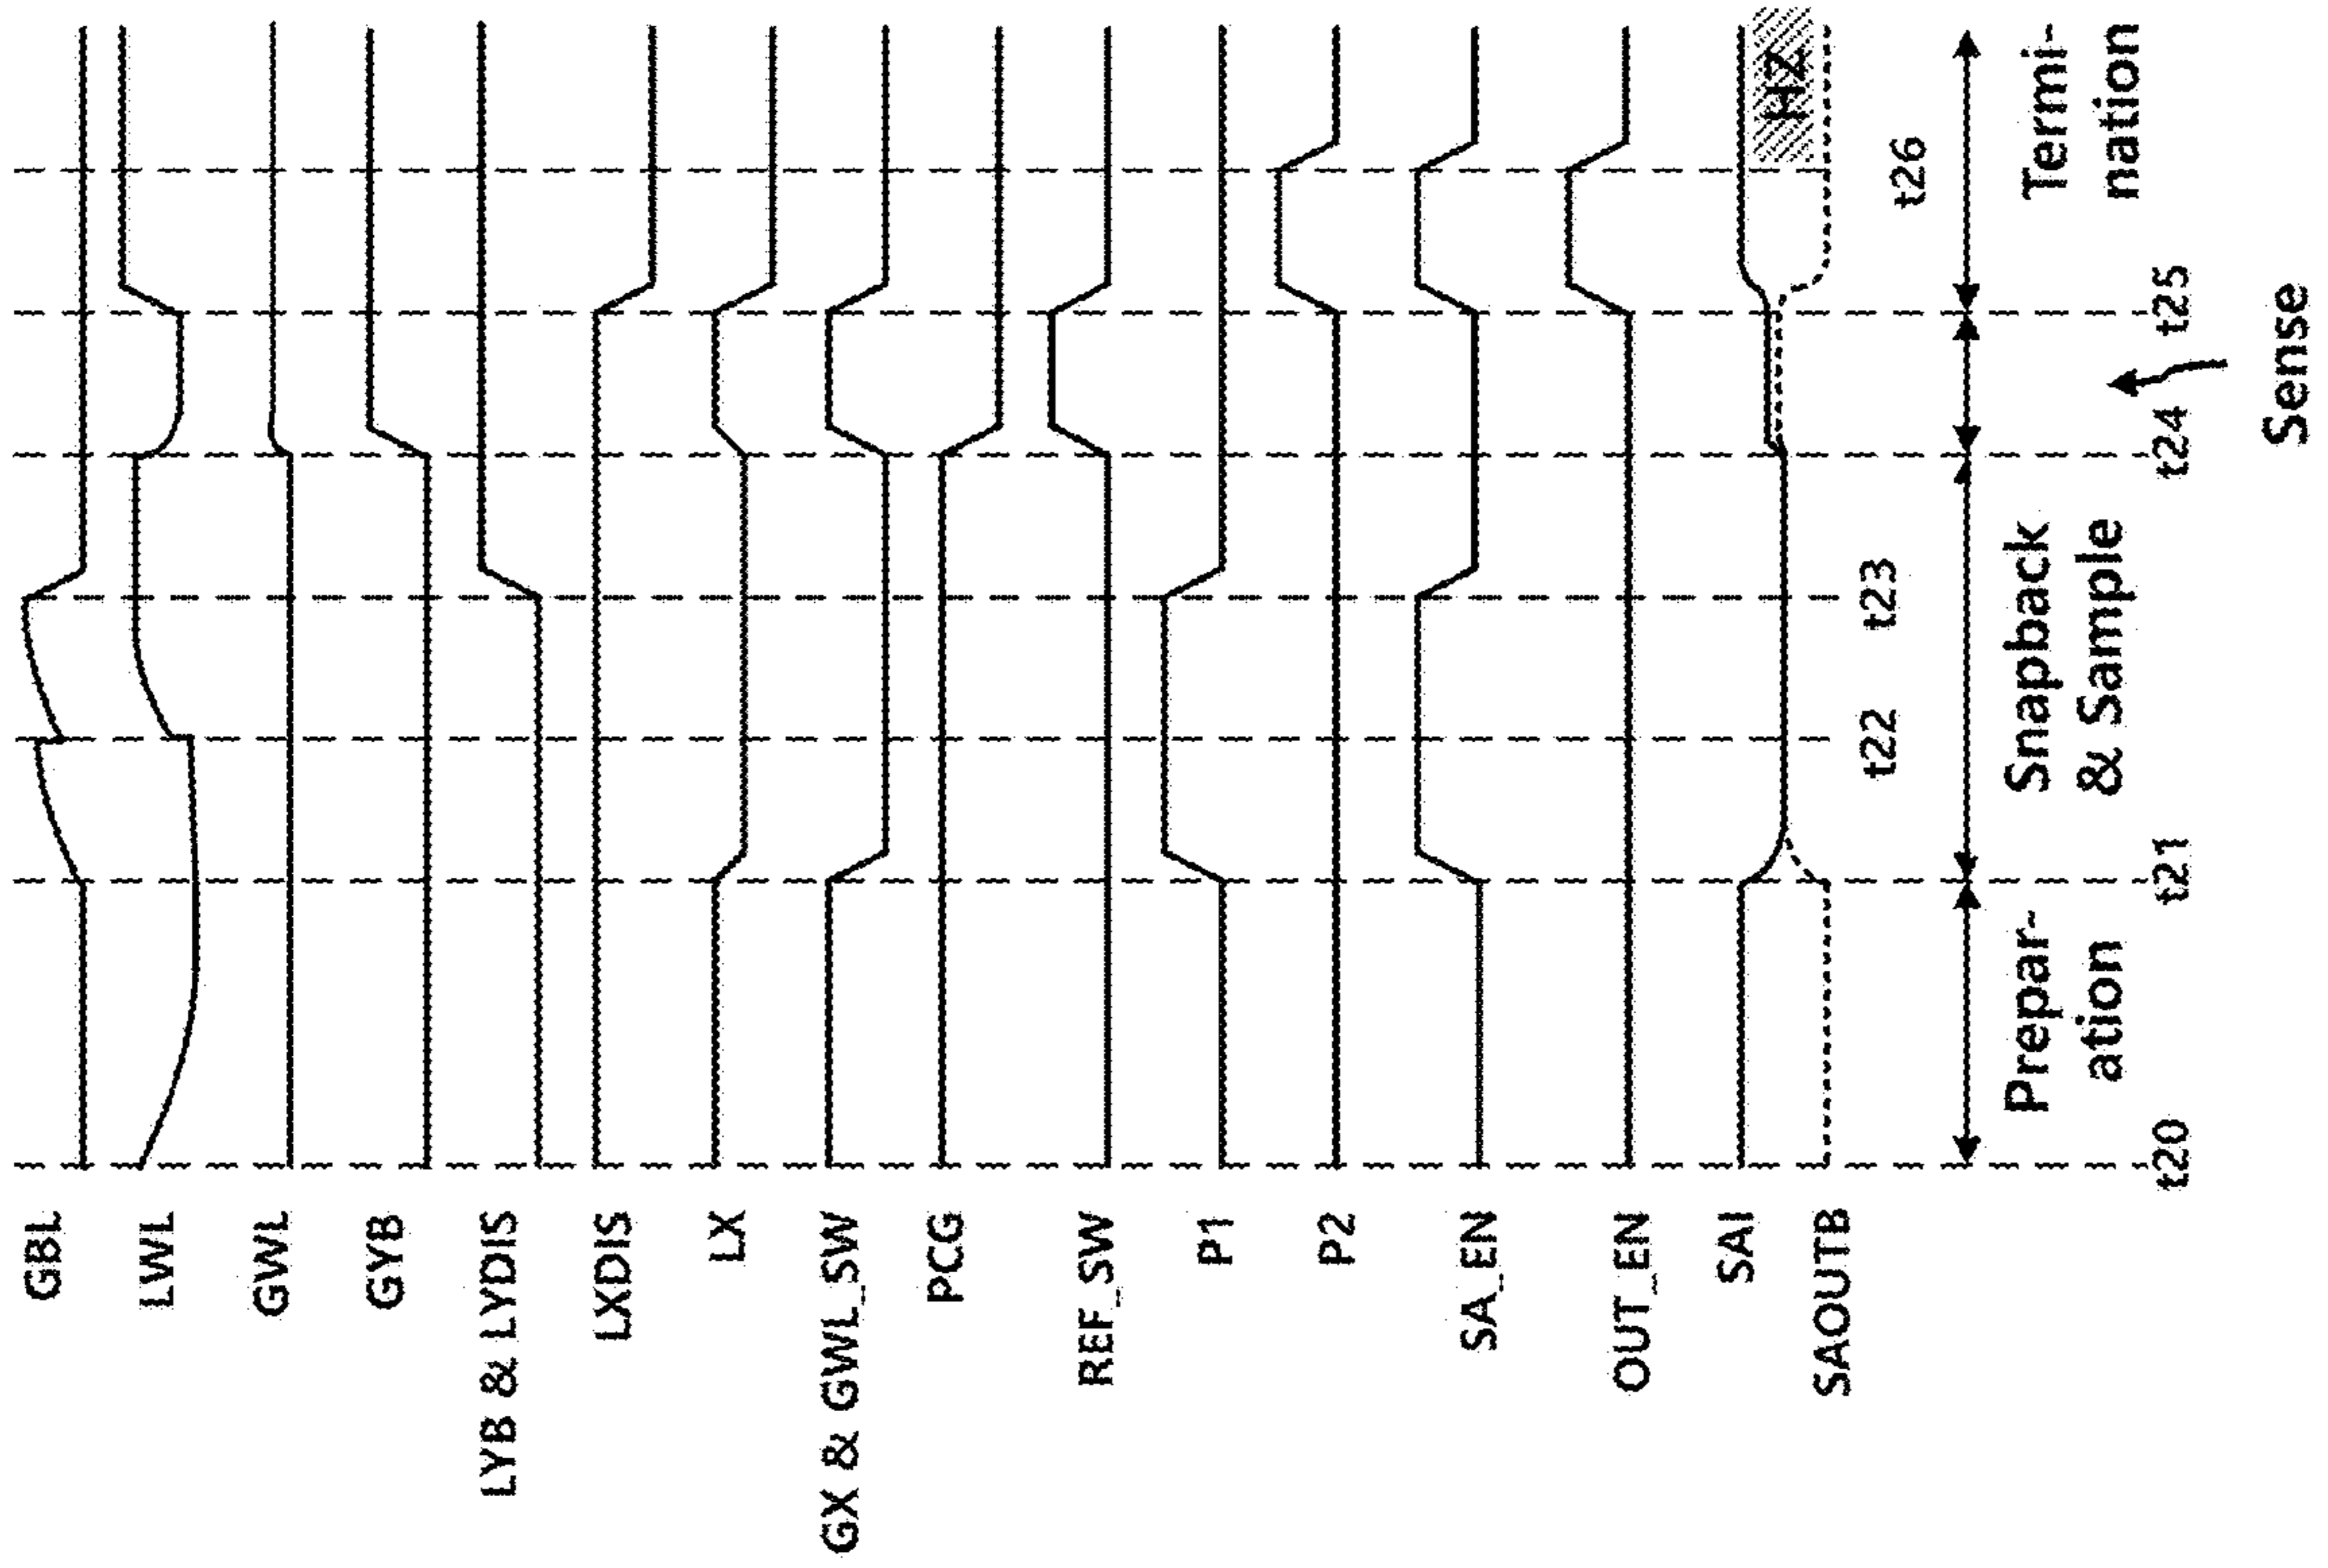 GBL
LWL
GWL
GYB
LYB & LYDIS
LXDIS
LX
GX & GWL_SW
PCG
REF_SW
P1
P2
SA_EN
OUT_EN
SAI
SAOUTB
HZ
t22
t23
t26
Prepar-
ation
Snapback
& Sample
Termi-
nation
t20
t21
t24
t25
Sense